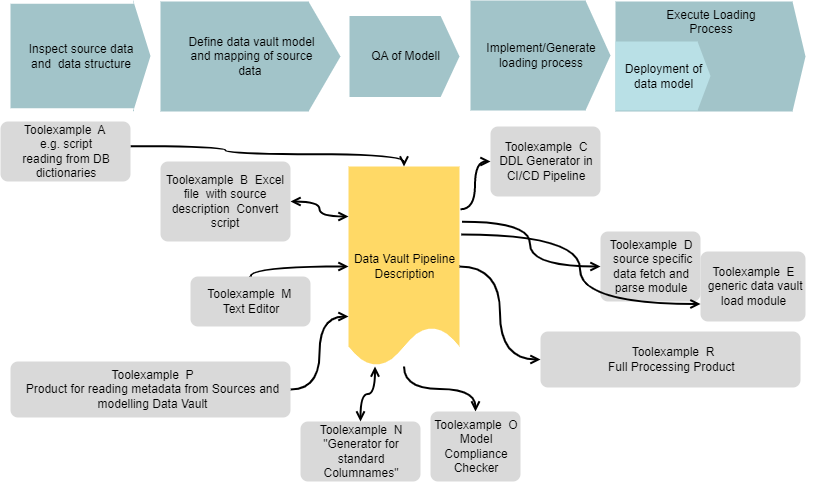 Inspect source data
and data structure
Define data vault model
and mapping of source
data
QA of Modell
Implement/Generate
loading process
Execute Loading
Process
Deployment of
data model
Toolexample A
e.g. script
reading from DB
dictionaries
Toolexample B Excel
file with source
description Convert
script
Toolexample C
DDL Generator in
CI/CD Pipeline
Data Vault Pipeline
Description
Toolexample D
source specific
data fetch and
parse module
Toolexample E
generic data vault
load module
Toolexample M
Text Editor
Toolexample R
Full Processing Product
Toolexample P
Product for reading metadata from Sources and
modelling Data Vault
Toolexample N
"Generator for
standard
Columnames"
Toolexample O
Model
Compliance
Checker